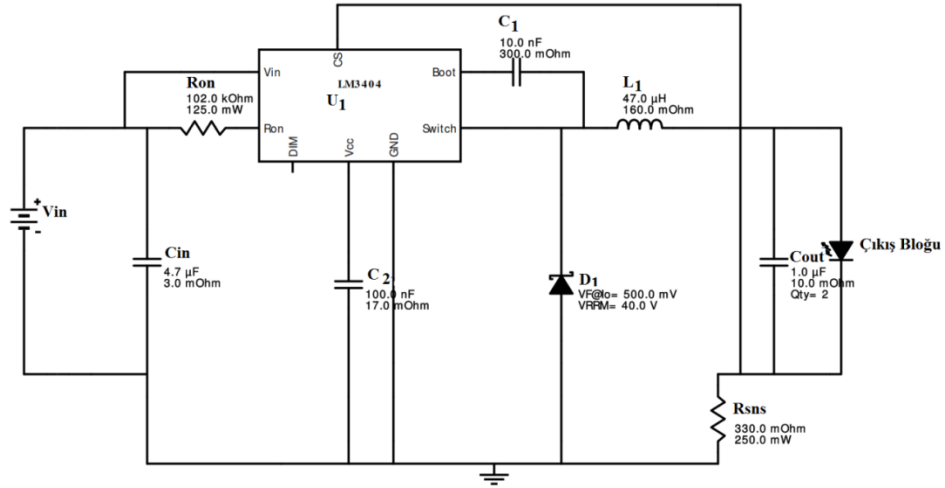 C1
10.0 nF
300.0 mOhm
Ron
102.0 kOhm
125.0 mW
Vin
CS
LM3404
U1
Boot
Ron
Switch
DIM
Vcc
GND
L1
47.0 µH
160.0 mOhm
+
Vin
-
Cin
4.7 µF
3.0 mOhm
C2
100.0 nF
17.0 mOhm
D1
VF@Io= 500.0 mV
VRRM= 40.0 V
Cout
1.0 µF
10.0 mOhm
Qty= 2
Çıkış Bloğu
Rsns
330.0 mOhm
250.0 mW